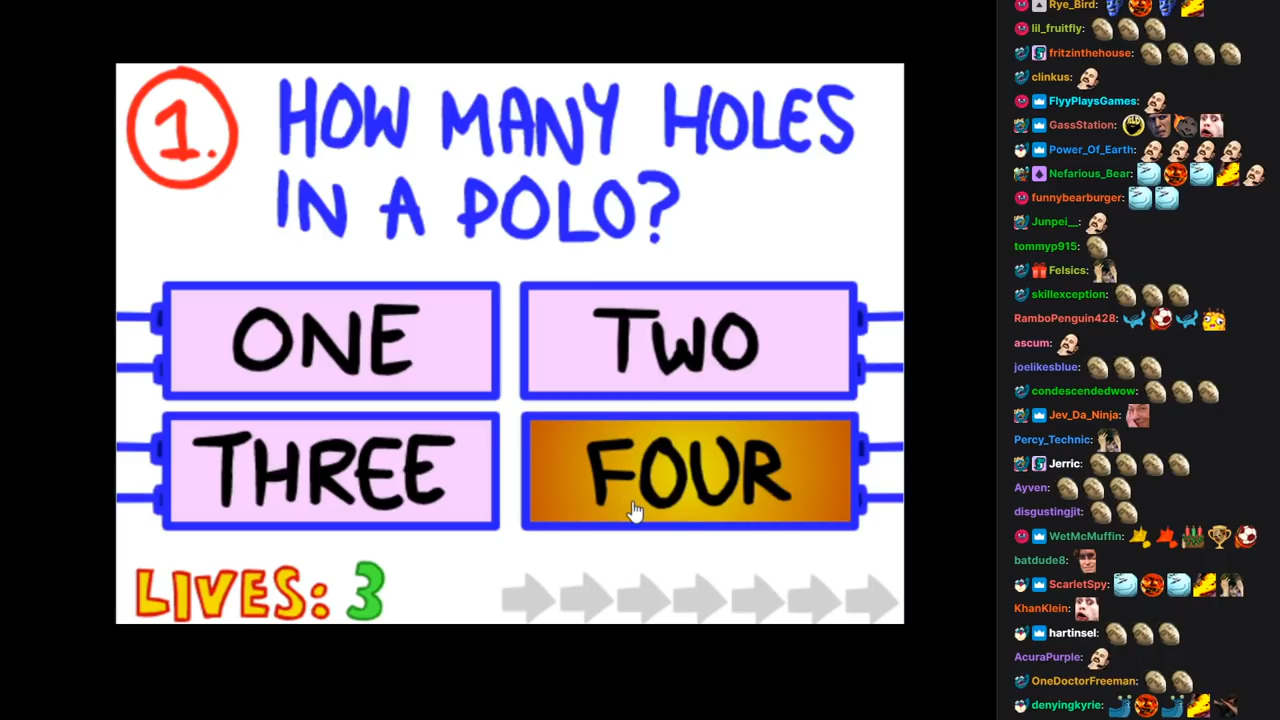 1.
HOW MANY HOLES
IN A POLO?
ONE
TWO
THREE
FOUR
LIVES: 3
Rye_Bird:
lil_fruitfly:
fritzinthehouse:
clinkus:
FlyyPlaysGames:
GassStation:
Power_Of_Earth:
Nefarious_Bear:
funnybearburger:
Junpei__:
tommyp915:
Felsics:
skillexception:
RamboPenguin428:
ascum:
joelikesblue:
condescendedwow:
Jev_Da_Ninja:
Percy_Technic:
Jerric:
Ayven:
disgustingjit:
WetMcMuffin:
batdude8:
ScarletSpy:
KhanKlein:
hartinsel:
AcuraPurple:
OneDoctorFreeman:
denyingkyrie: